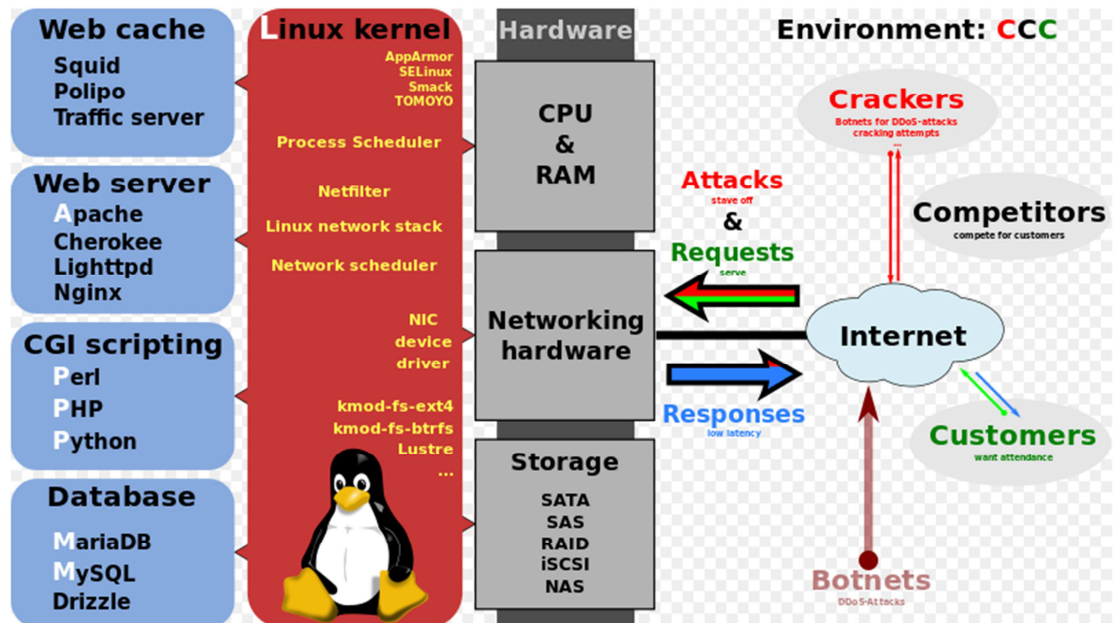 Web cache
Squid
Polipo
Traffic server
Web server
Apache
Cherokee
Lighttpd
Nginx
CGI scripting
Perl
PHP
Python
Database
MariaDB
MySQL
Drizzle
Linux kernel
AppArmor
SELinux
Smack
TOMOYO
Process Scheduler
Netfilter
Linux network stack
Network scheduler
NIC
device
driver
kmod-fs-ext4
kmod-fs-btrfs
Lustre
...
Hardware
CPU
&
RAM
Networking
hardware
Storage
SATA
SAS
RAID
iSCSI
NAS
Attacks
stave off
&
Requests
serve
Responses
low latency
Environment: CCC
Crackers
Botnets for DDoS-attacks
cracking attempts
...
Competitors
compete for customers
Internet
Customers
want attendance
Botnets
DDoS-Attacks